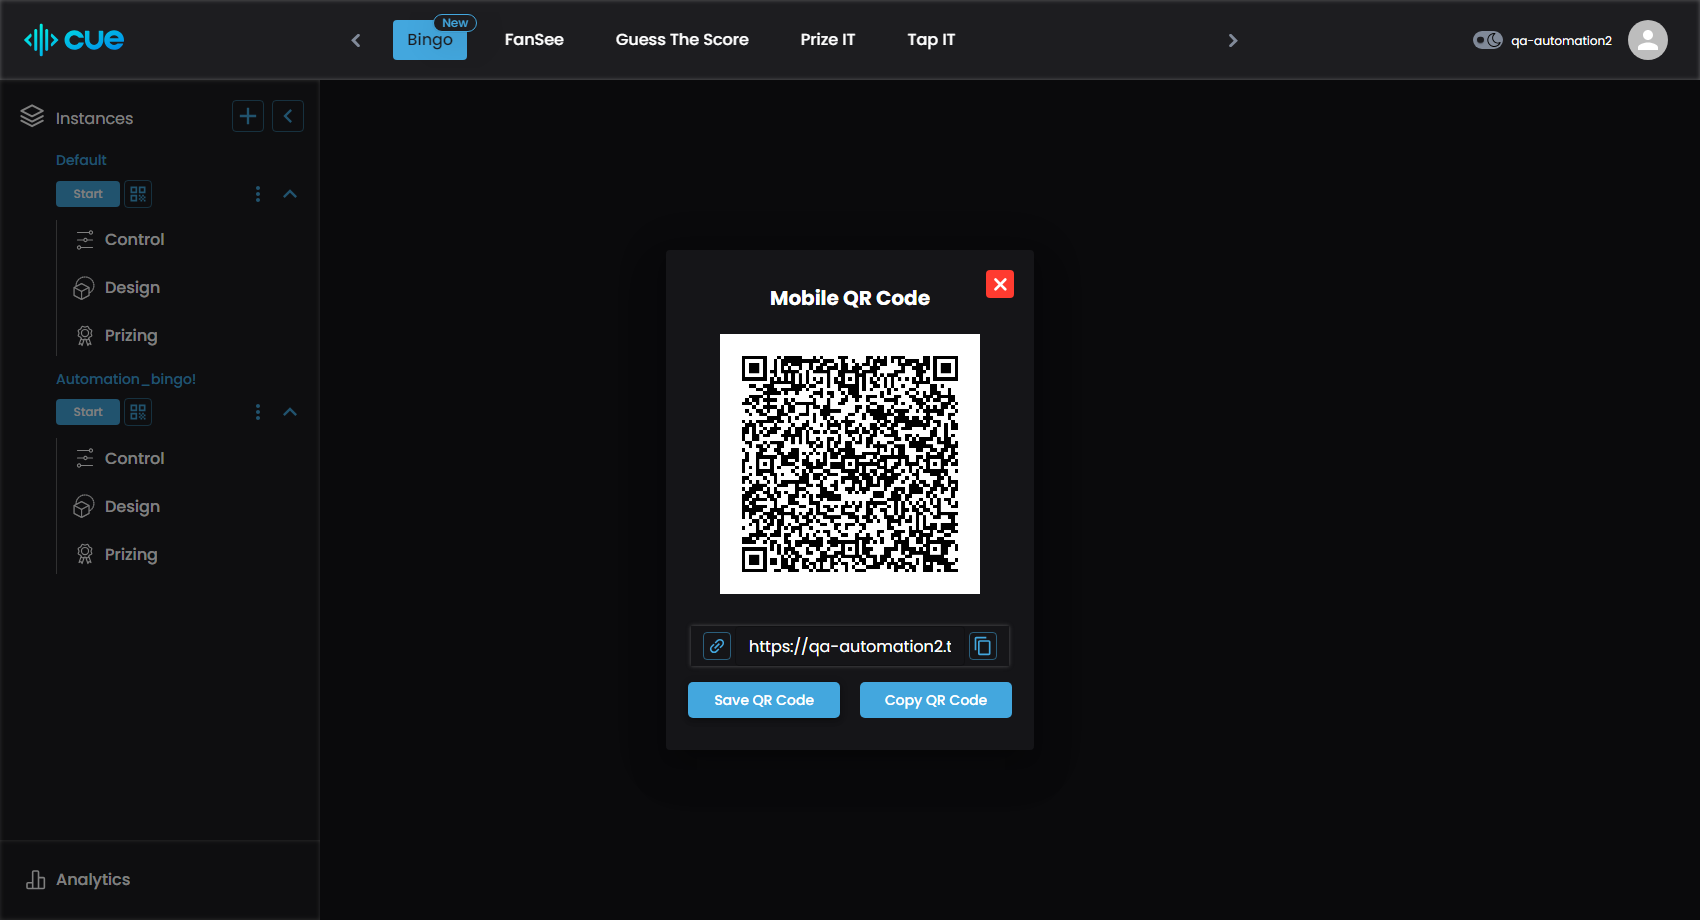 cue
Bingo
New
FanSee
Guess The Score
Prize IT
Tap IT
qa-automation2
Instances
Default
Start
Control
Design
Prizing
Automation_bingo!
Start
Control
Design
Prizing
Analytics
Mobile QR Code
https://qa-automation2.t
Save QR Code
Copy QR Code